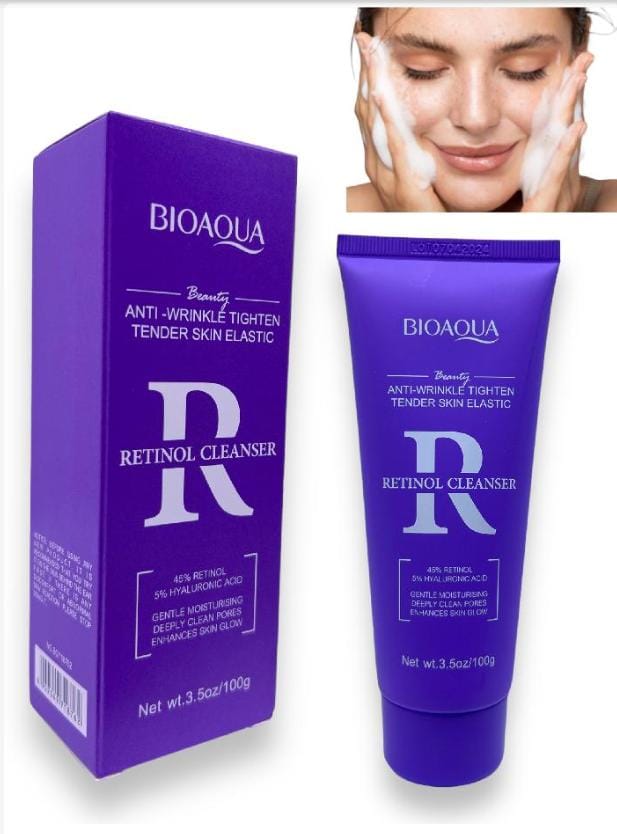 BIOAQUA
Beauty
ANTI -WRINKLE TIGHTEN
TENDER SKIN ELASTIC
R
RETINOL CLEANSER
45% RETINOL
5% HYALURONIC ACID
GENTLE MOISTURISING
DEEPLY CLEAN PORES
ENHANCES SKIN GLOW
Net wt.3.5oz/100g
LOT07042024
BIOAQUA
Beauty
ANTI-WRINKLE TIGHTEN
TENDER SKIN ELASTIC
R
RETINOL CLEANSER
45% RETINOL
5% HYALURONIC ACID
GENTLE MOISTURISING
DEEPLY CLEAN PORES
ENHANCES SKIN GLOW
Net wt.3.5oz/100g